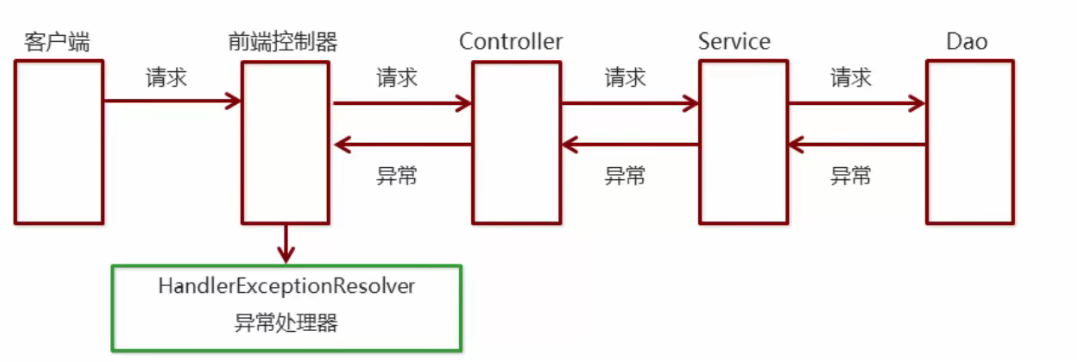 客户端
前端控制器
Controller
Service
Dao
请求
请求
请求
请求
异常
异常
异常
HandlerExceptionResolver
异常处理器